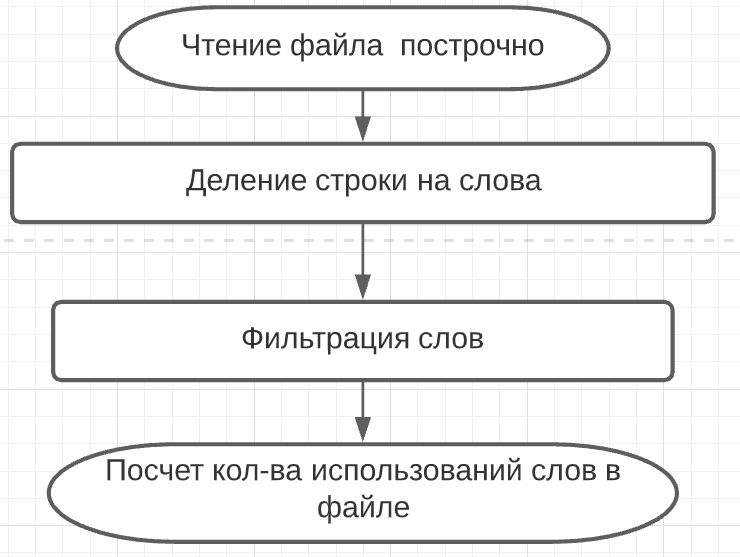 Чтение файла  построчно
Деление строки на слова
Фильтрация слов
Посчет кол-ва использований слов в
файле